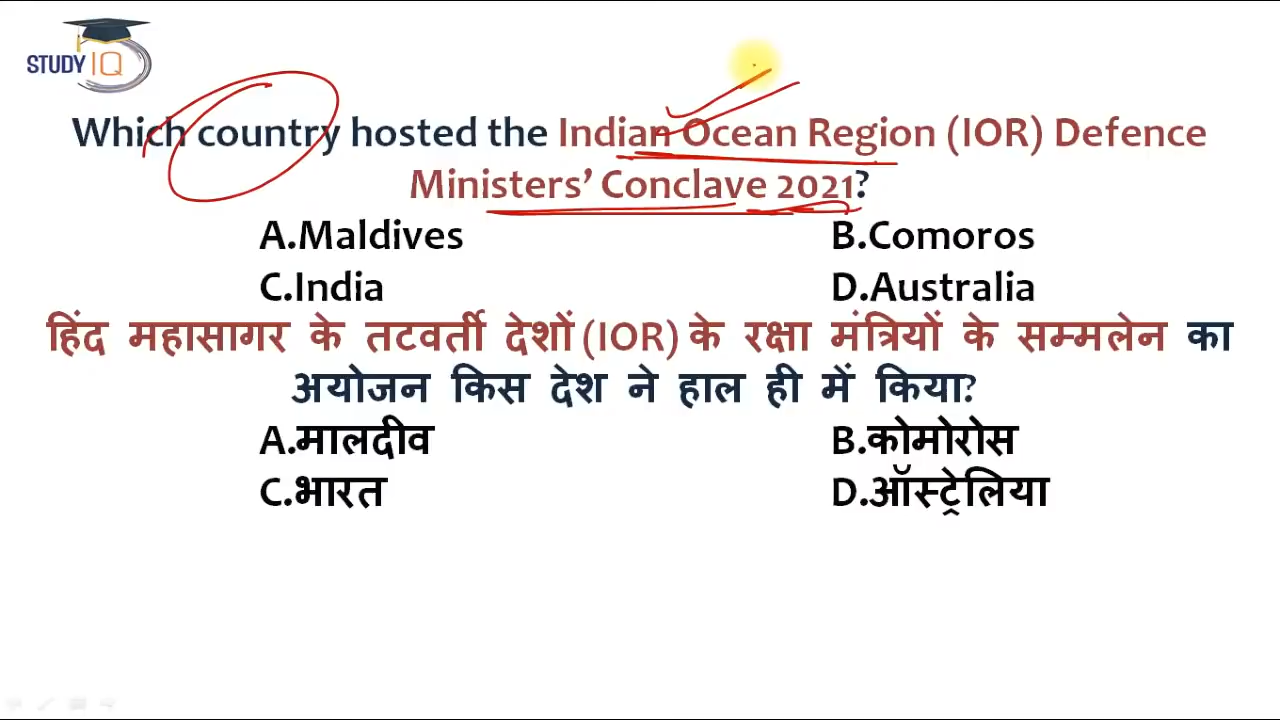 STUDY IQ
Which country hosted the Indian Ocean Region (IOR) Defence
Ministers’ Conclave 2021?
A.Maldives B.Comoros
C.India D.Australia
हिंद महासागर के तटवर्ती देशों (IOR) के रक्षा मंत्रियों के सम्मलेन का
अयोजन किस देश ने हाल ही में किया?
A.मालदीव B.कोमोरोस
C.भारत D.ऑस्ट्रेलिया